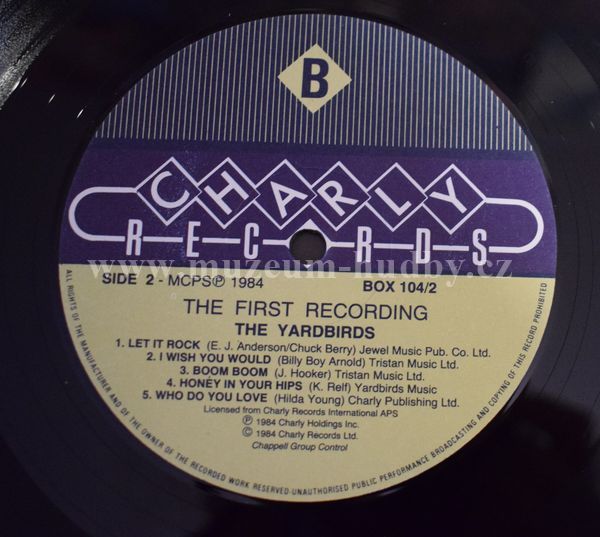 B
CHARLY
RECORDS
www.muzeum-hudby.cz
SIDE 2 - MCPS Ⓟ 1984 BOX 104/2
THE FIRST RECORDING
THE YARDBIRDS
1. LET IT ROCK (E. J. Anderson/Chuck Berry) Jewel Music Pub. Co. Ltd.
2. I WISH YOU WOULD (Billy Boy Arnold) Tristan Music Ltd.
3. BOOM BOOM (J. Hooker) Tristan Music Ltd.
4. HONEY IN YOUR HIPS (K. Relf) Yardbirds Music
5. WHO DO YOU LOVE (Hilda Young) Charly Publishing Ltd.
Licensed from Charly Records International APS
Ⓟ 1984 Charly Holdings Inc.
© 1984 Charly Records Ltd.
Chappell Group Control
ALL RIGHTS OF THE MANUFACTURER AND OF THE OWNER OF THE RECORDED WORK RESERVED-UNAUTHORISED PUBLIC PERFORMANCE BROADCASTING AND COPYING OF THIS RECORD PROHIBITED